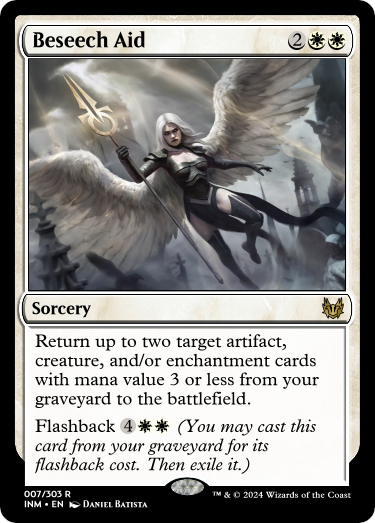 Beseech Aid 2
Sorcery
Return up to two target artifact,
creature, and/or enchantment cards
with mana value 3 or less from your
graveyard to the battlefield.
Flashback 4 (You may cast this
card from your graveyard for its
flashback cost. Then exile it.)
007/303 R
INM • EN DANIEL BATISTA
™ & © 2024 Wizards of the Coast